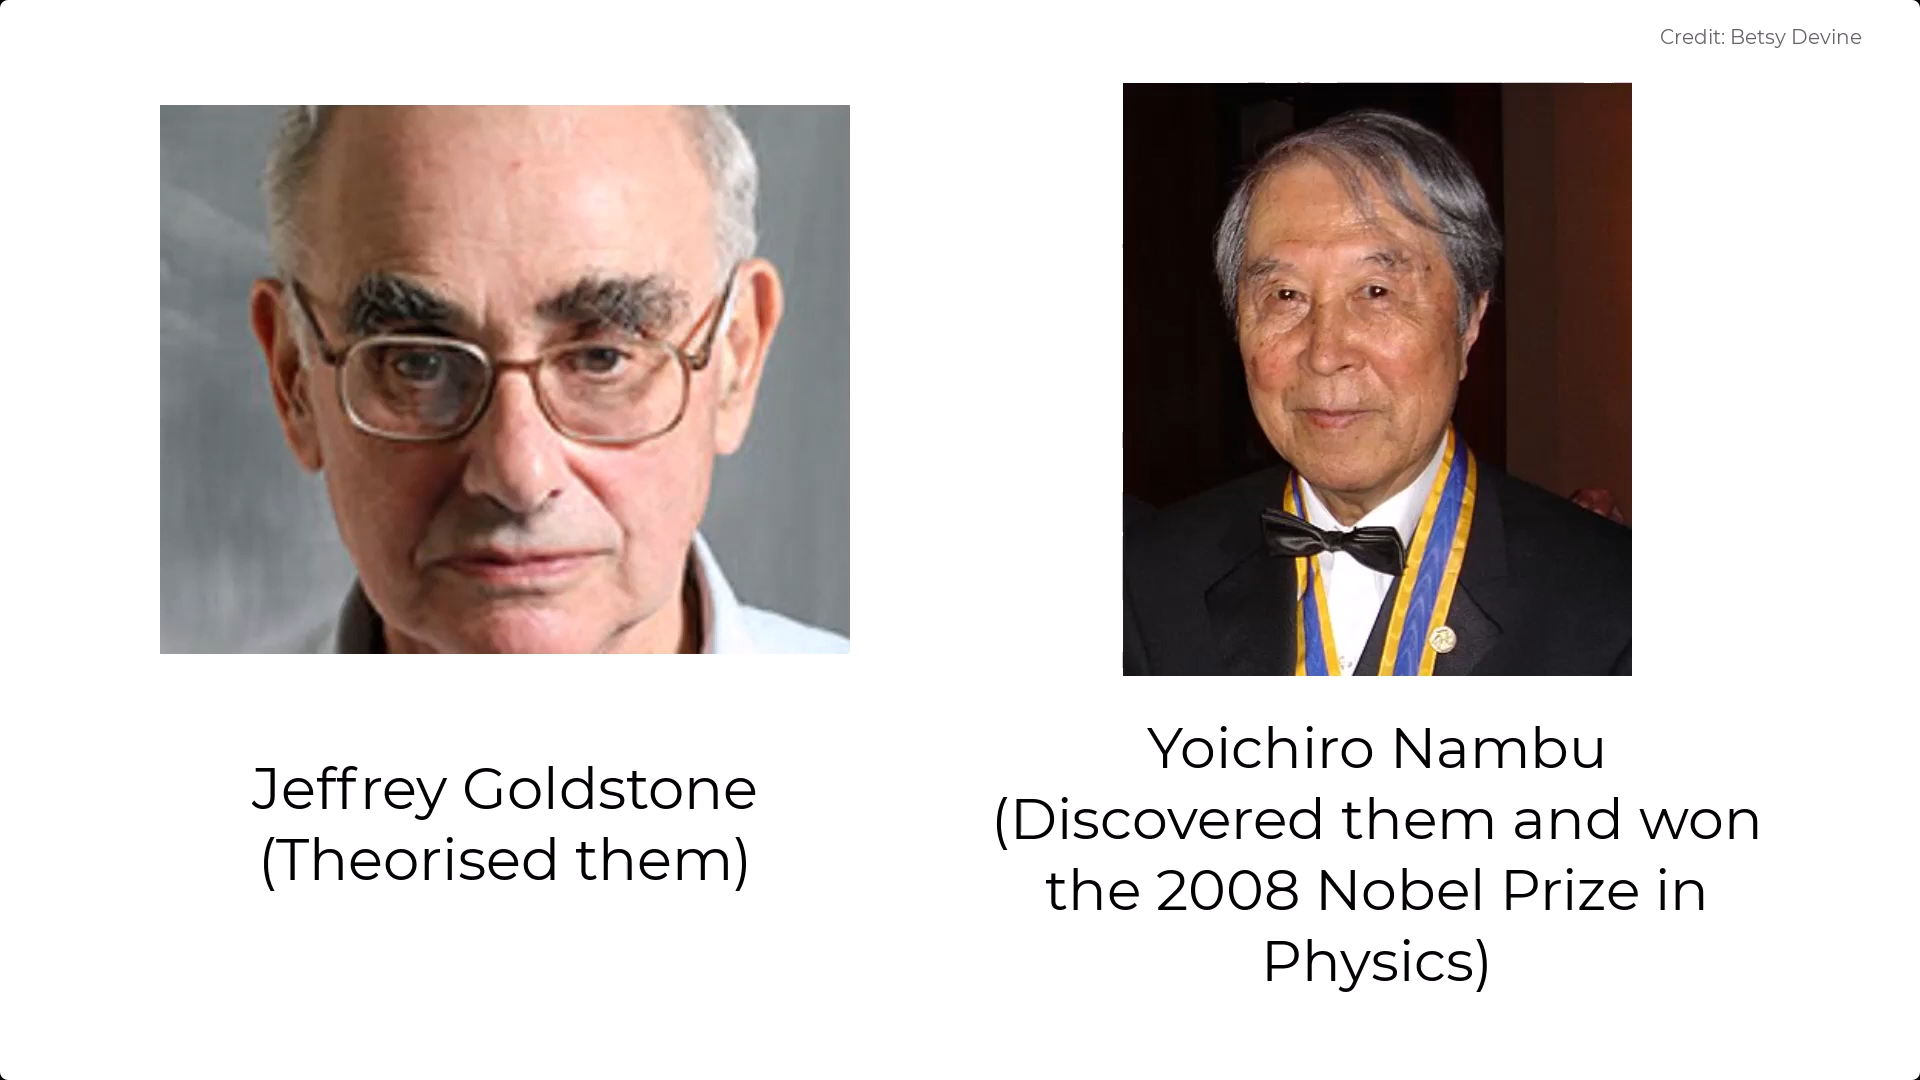 Credit: Betsy Devine
Jeffrey Goldstone
(Theorised them)
Yoichiro Nambu
(Discovered them and won
the 2008 Nobel Prize in
Physics)